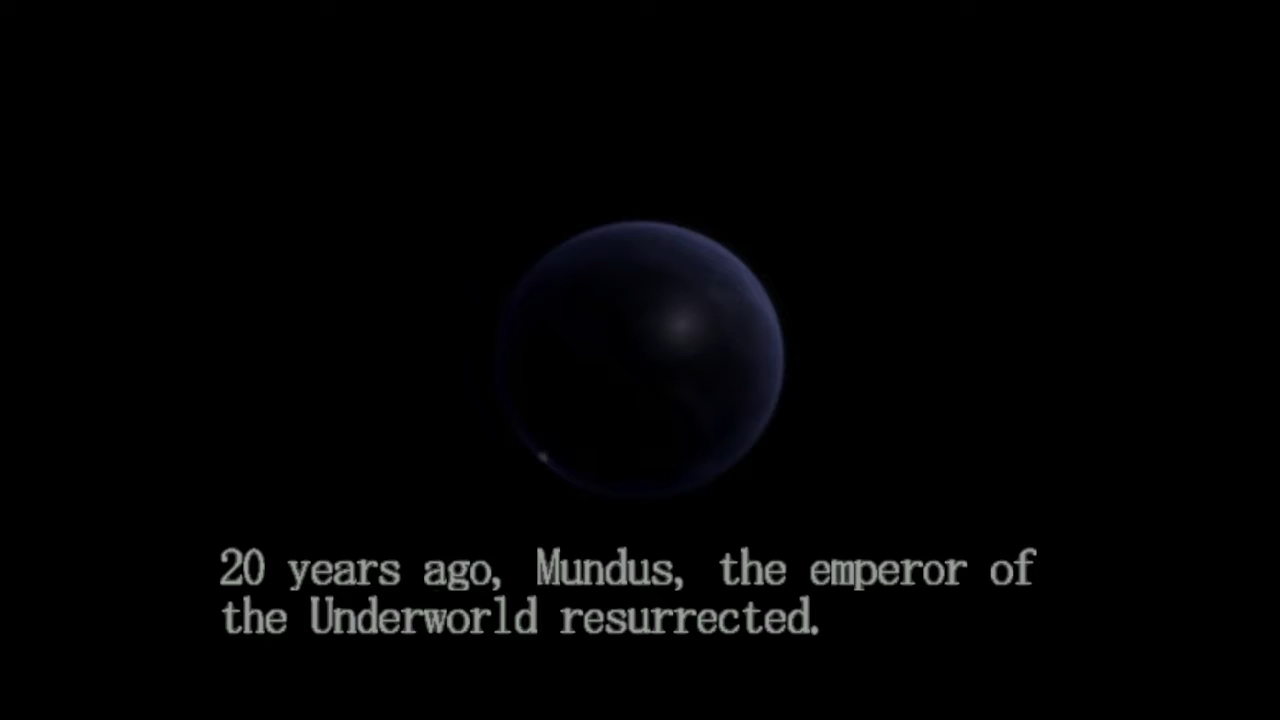 20 years ago, Mundus, the emperor of
the Underworld resurrected.